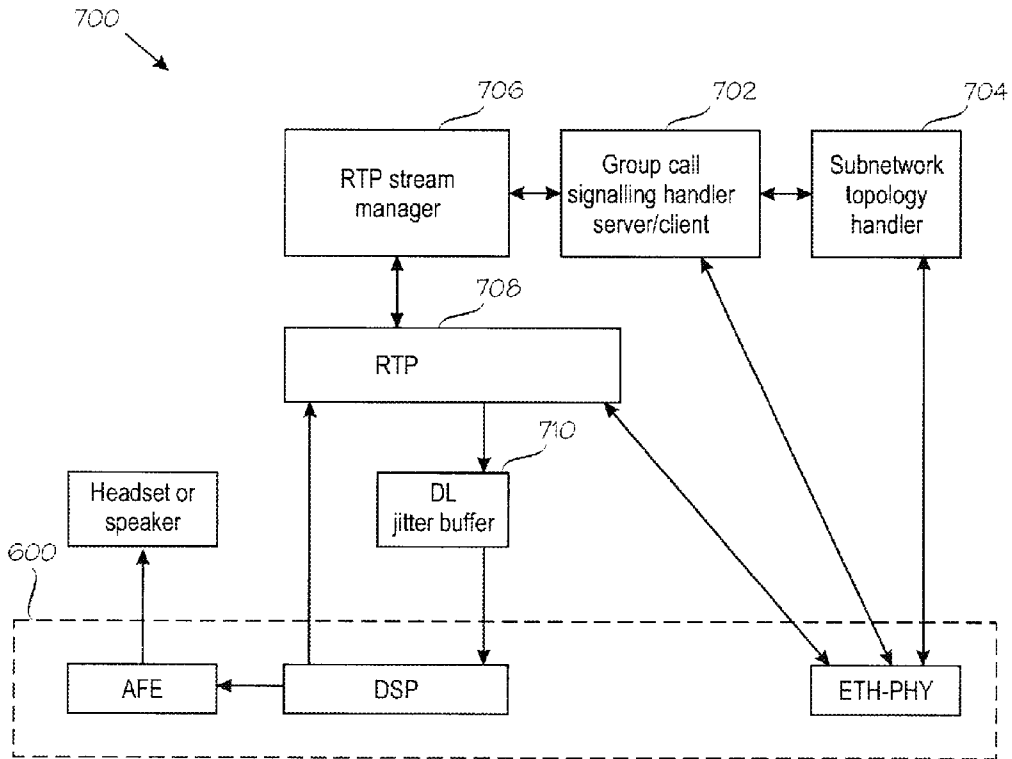 700
706
702
704
RTP stream
manager
Group call
signalling handler
server/client
Subnetwork
topology
handler
708
RTP
710
Headset or
speaker
DL
jitter buffer
600
AFE
DSP
ETH-PHY